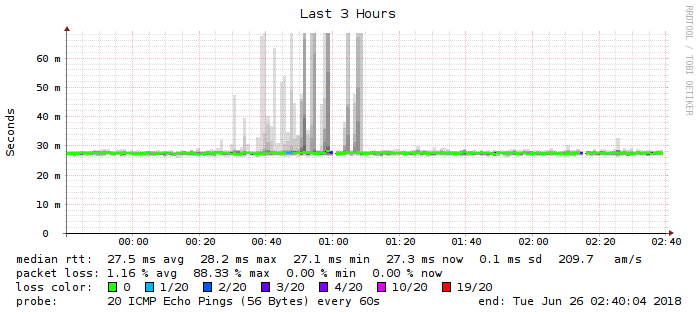 Last 3 Hours
RRDTOOL / TOBI OETIKER
Seconds
60 m
50 m
40 m
30 m
20 m
10 m
0
00:00 00:20 00:40 01:00 01:20 01:40 02:00 02:20 02:40
median rtt: 27.5 ms avg 28.2 ms max 27.1 ms min 27.3 ms now 0.1 ms sd 209.7 am/s
packet loss: 1.16 % avg 88.33 % max 0.00 % min 0.00 % now
loss color: 0 1/20 2/20 3/20 4/20 10/20 19/20
probe: 20 ICMP Echo Pings (56 Bytes) every 60s end: Tue Jun 26 02:40:04 2018